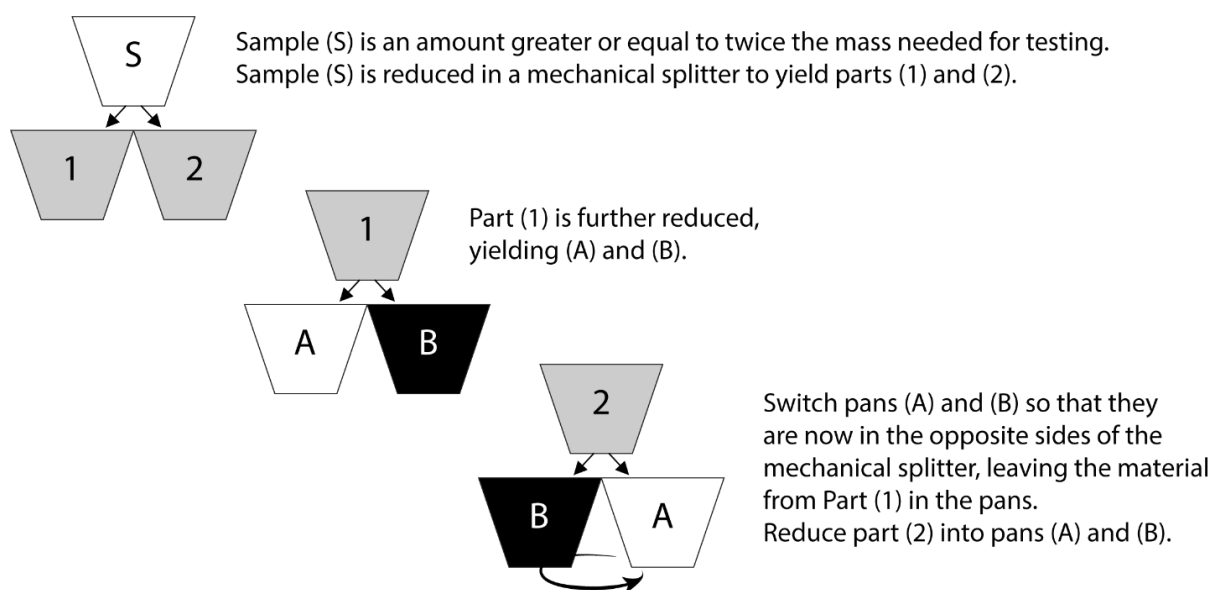 S
Sample (S) is an amount greater or equal to twice the mass needed for testing.
Sample (S) is reduced in a mechanical splitter to yield parts (1) and (2).
1
2
1
Part (1) is further reduced,
yielding (A) and (B).
A
B
2
Switch pans (A) and (B) so that they
are now in the opposite sides of the
mechanical splitter, leaving the material
from Part (1) in the pans.
Reduce part (2) into pans (A) and (B).
B
A